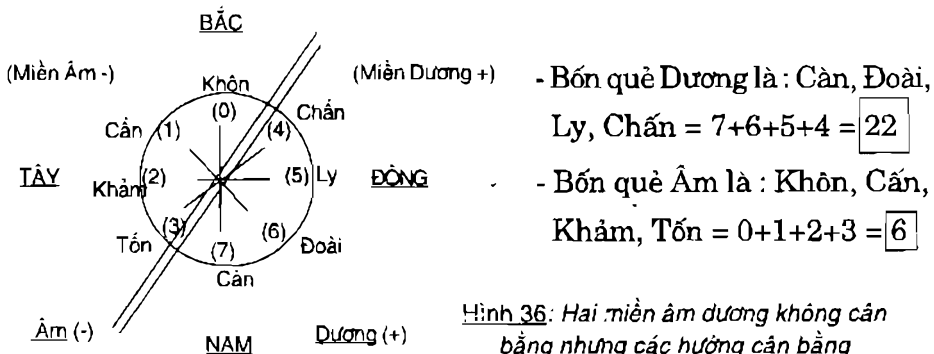 BẮC
(Miền Âm -)
(Miền Dương +)
Khôn
(0)
Chấn
(4)
Cấn
(1)
TÂY
Khảm
(2)
(5) Ly
ĐÔNG
(3)
Tốn
(6)
Đoài
(7)
Càn
Âm (-)
NAM
Dương (+)
- Bốn quẻ Dương là : Càn, Đoài,
Ly, Chấn = 7+6+5+4 = 22
- Bốn quẻ Âm là : Khôn, Cấn,
Khảm, Tốn = 0+1+2+3 = 6
Hình 36: Hai miền âm dương không cân
bằng nhưng các hướng cân bằng